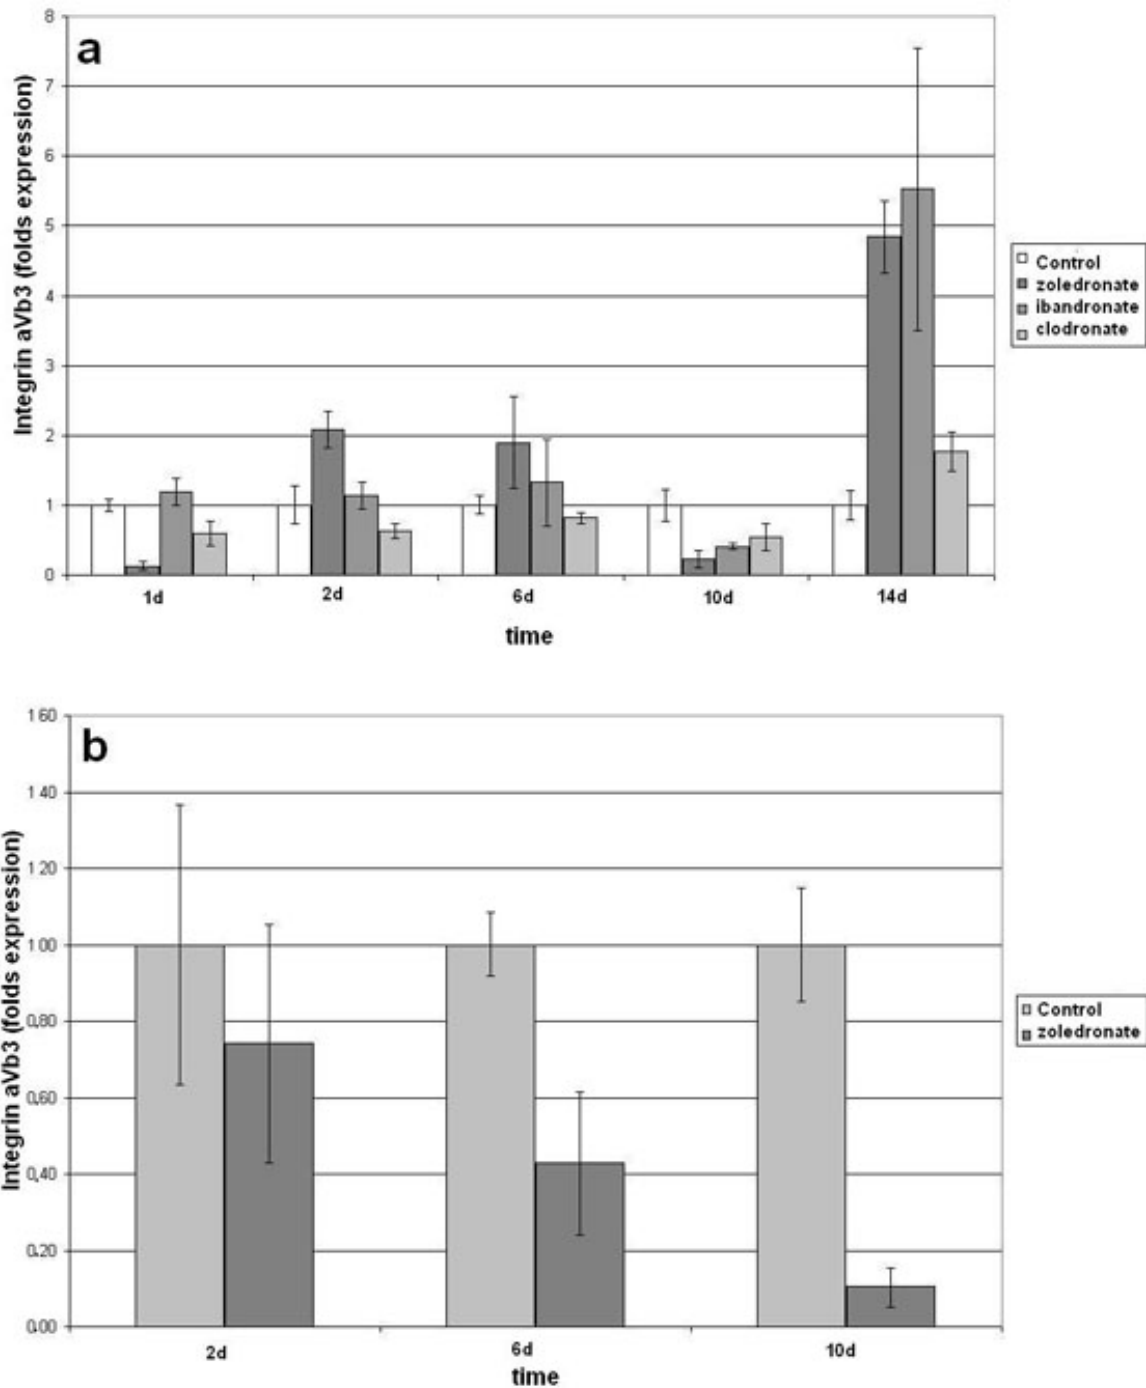 a
Integrin aVb3 (folds expression)
8
7
6
5
4
3
2
1
0
1d
2d
6d
10d
14d
time
Control
zoledronate
ibandronate
clodronate
b
Integrin aVb3 (folds expression)
1.60
1.40
1.20
1.00
0.80
0.60
0.40
0.20
0.00
2d
6d
10d
time
Control
zoledronate